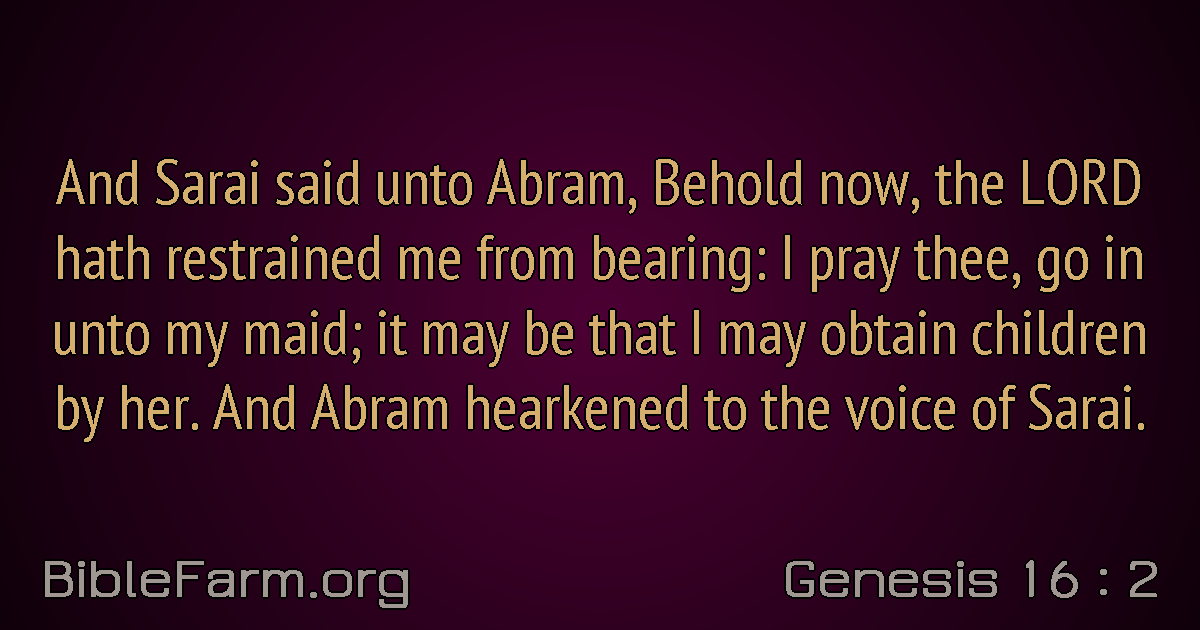 And Sarai said unto Abram, Behold now, the LORD
hath restrained me from bearing: I pray thee, go in
unto my maid; it may be that I may obtain children
by her. And Abram hearkened to the voice of Sarai.
BibleFarm.org
Genesis 16 : 2